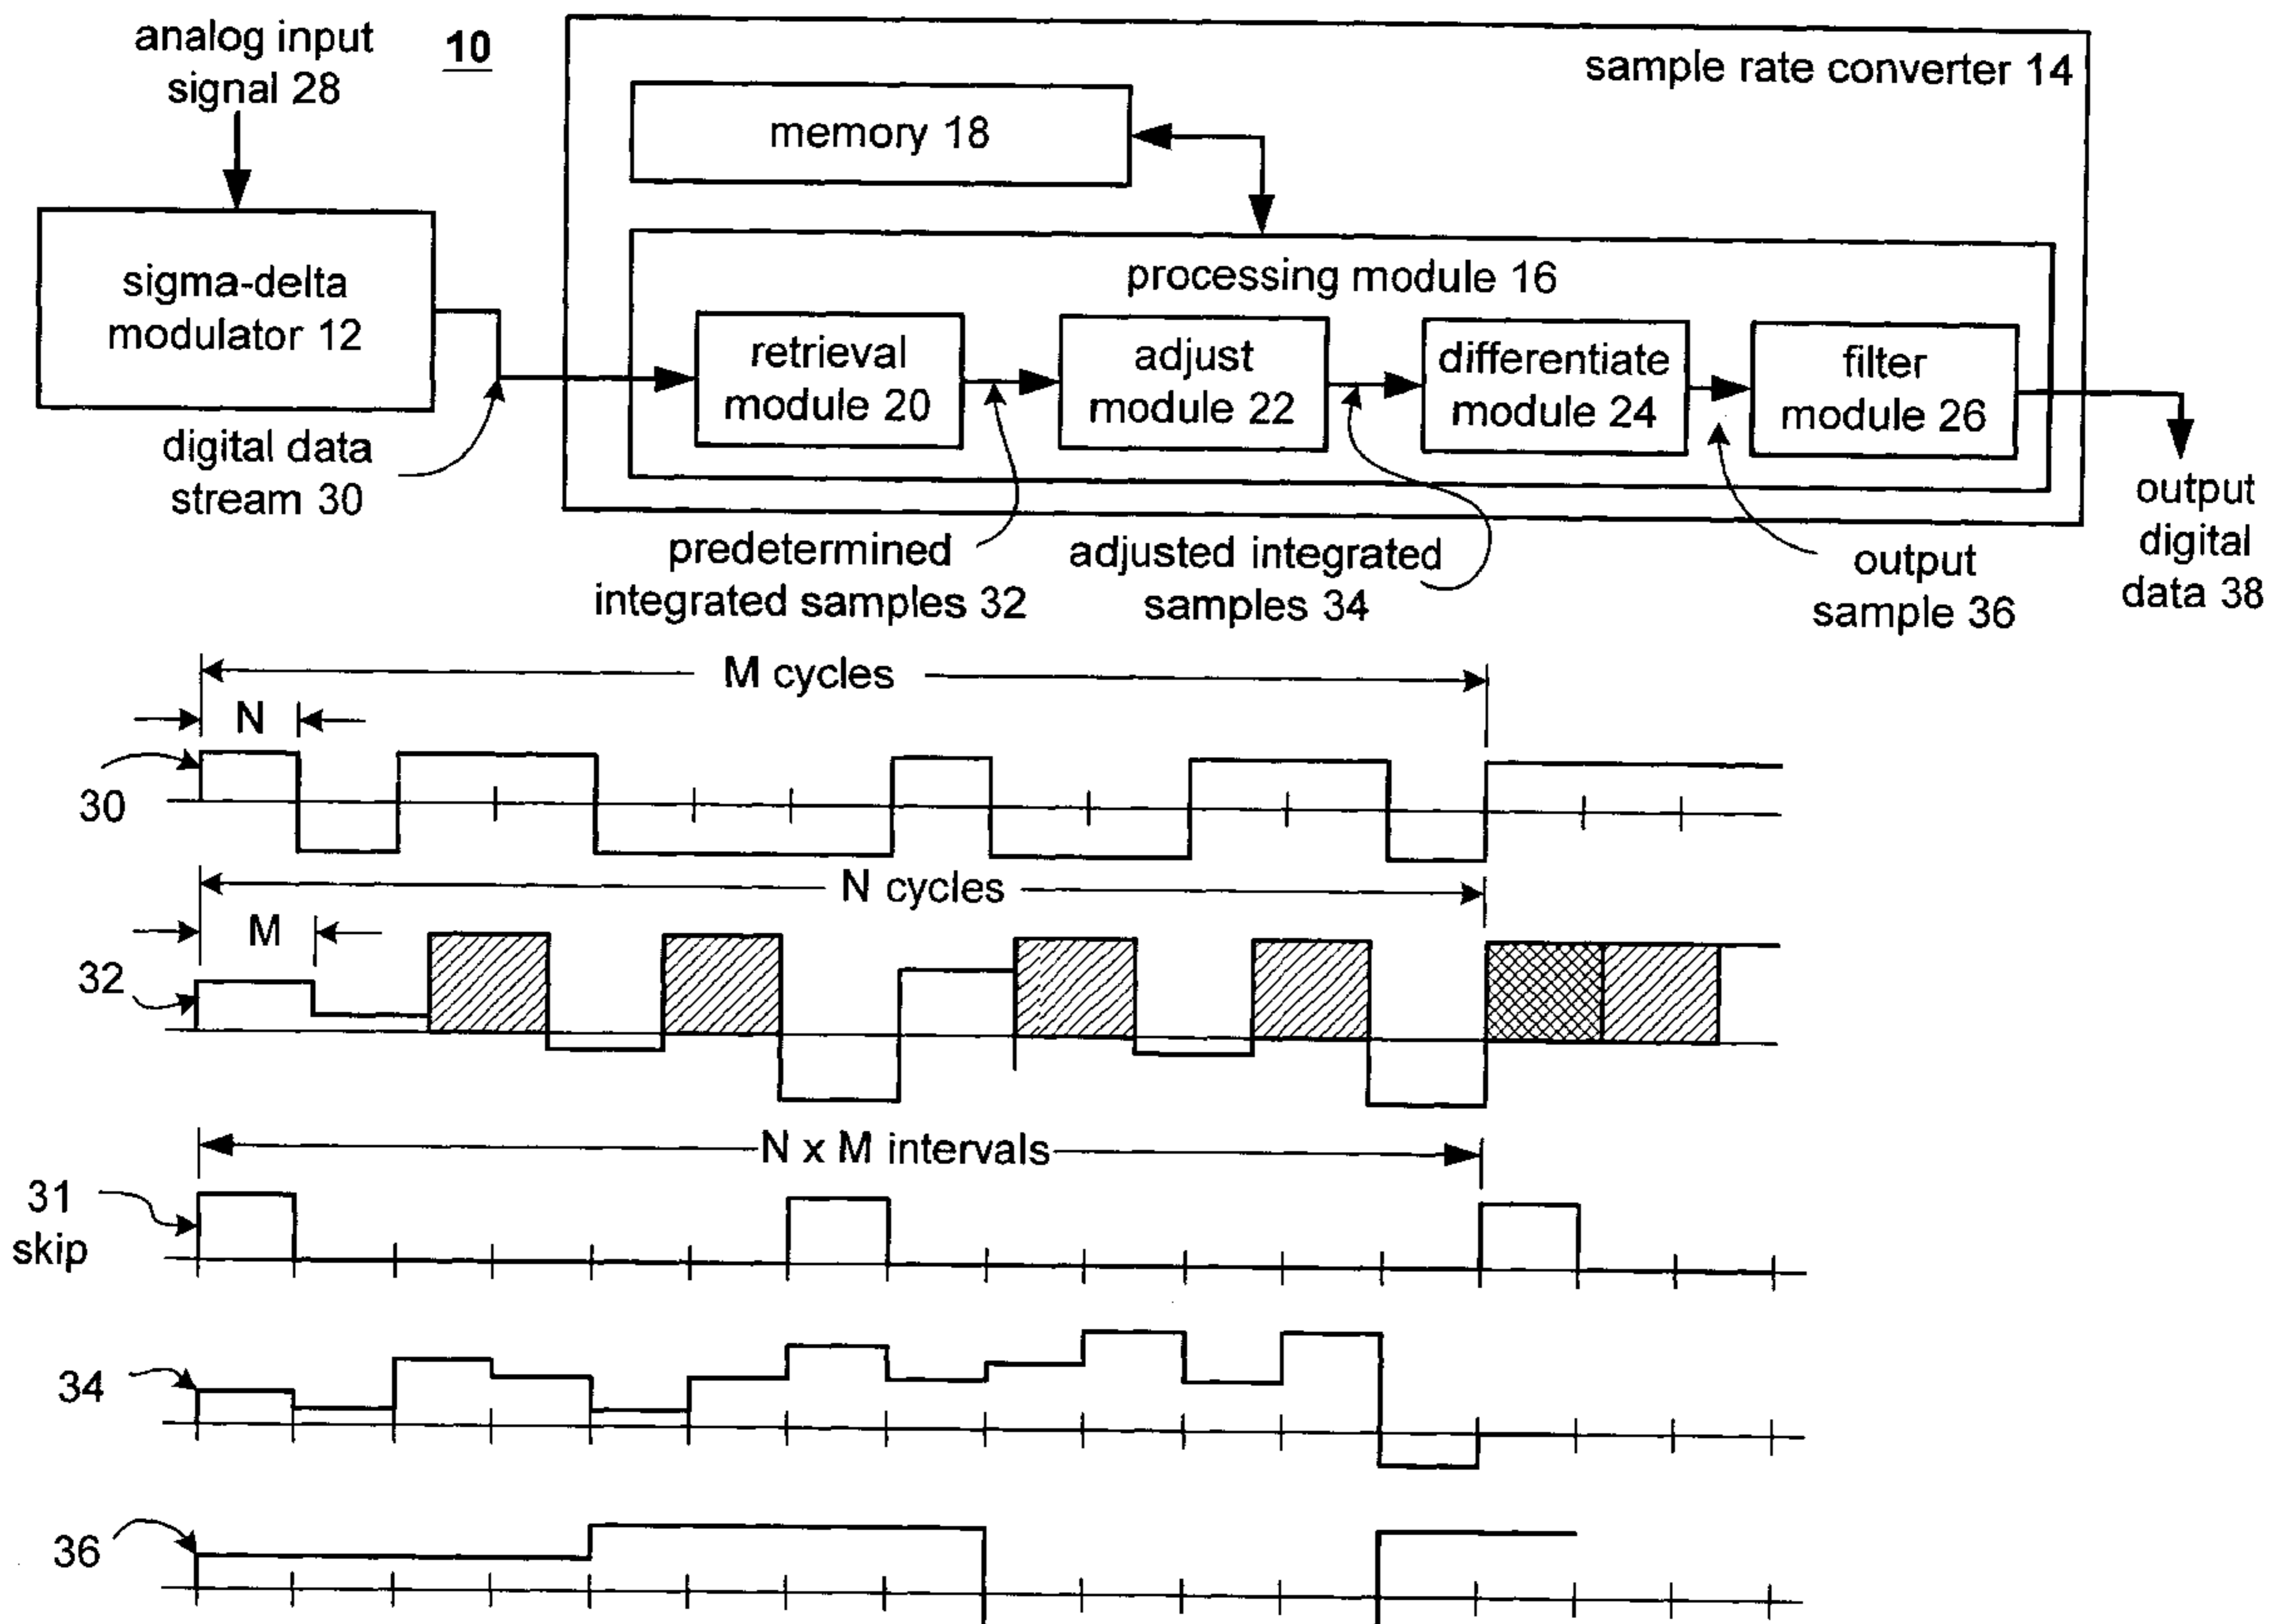 analog input
signal 28
10
sample rate converter 14
memory 18
sigma-delta
modulator 12
processing module 16
retrieval
module 20
adjust
module 22
differentiate
module 24
filter
module 26
digital data
stream 30
predetermined
integrated samples 32
adjusted integrated
samples 34
output
sample 36
output
digital
data 38
M cycles
N
30
N cycles
M
32
N x M intervals
31
skip
34
36